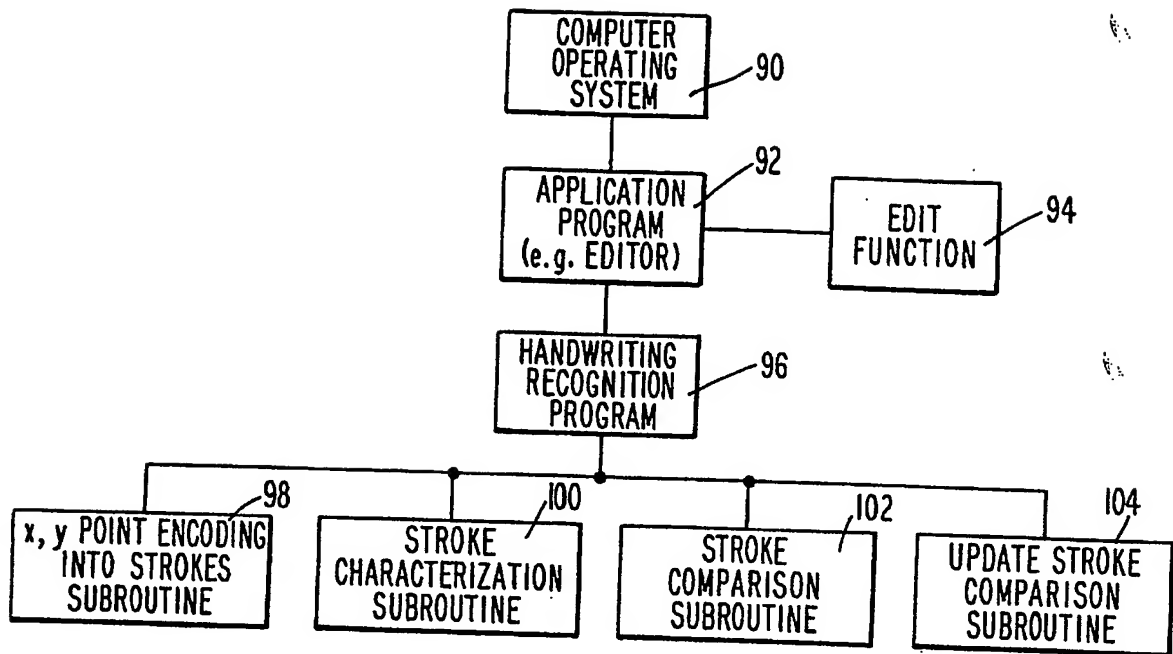 COMPUTER
OPERATING
SYSTEM
90
APPLICATION
PROGRAM
(e.g. EDITOR)
92
EDIT
FUNCTION
94
HANDWRITING
RECOGNITION
PROGRAM
96
x, y POINT ENCODING
INTO STROKES
SUBROUTINE
98
STROKE
CHARACTERIZATION
SUBROUTINE
100
STROKE
COMPARISON
SUBROUTINE
102
UPDATE STROKE
COMPARISON
SUBROUTINE
104